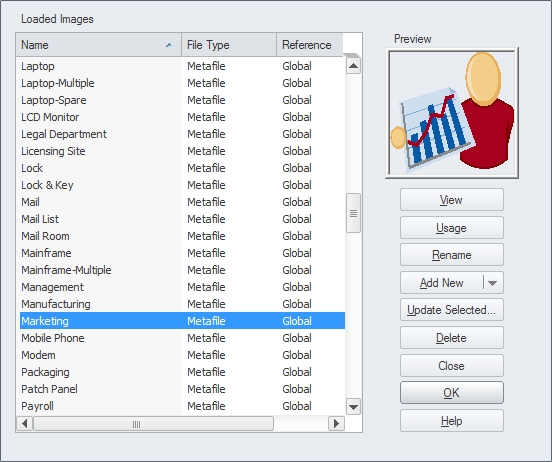 Loaded Images
Name File Type Reference
Laptop Metafile Global
Laptop-Multiple Metafile Global
Laptop-Spare Metafile Global
LCD Monitor Metafile Global
Legal Department Metafile Global
Licensing Site Metafile Global
Lock Metafile Global
Lock & Key Metafile Global
Mail Metafile Global
Mail List Metafile Global
Mail Room Metafile Global
Mainframe Metafile Global
Mainframe-Multiple Metafile Global
Management Metafile Global
Manufacturing Metafile Global
Marketing Metafile Global
Mobile Phone Metafile Global
Modem Metafile Global
Packaging Metafile Global
Patch Panel Metafile Global
Payroll Metafile Global
Preview
View
Usage
Rename
Add New
Update Selected...
Delete
Close
OK
Help